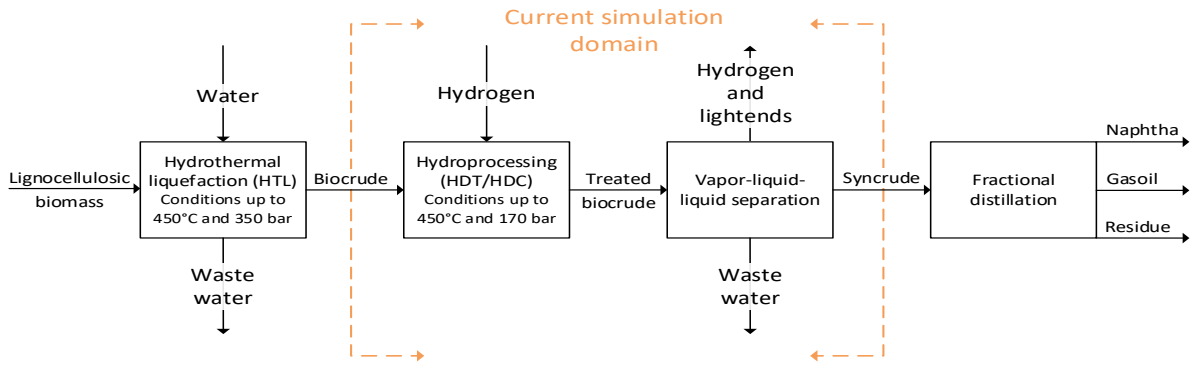 Current simulation
domain
Water
Hydrogen
Hydrogen
and
lightends
Lignocellulosic
biomass
Hydrothermal
liquefaction (HTL)
Conditions up to
450°C and 350 bar
Biocrude
Hydroprocessing
(HDT/HDC)
Conditions up to
450°C and 170 bar
Treated
biocrude
Vapor-liquid-
liquid separation
Syncrude
Fractional
distillation
Naphtha
Gasoil
Residue
Waste
water
Waste
water